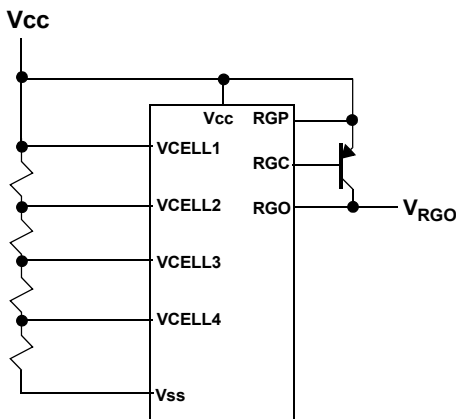 Vcc
Vcc RGP
VCELL1
RGC
VCELL2
RGO
VRGO
VCELL3
VCELL4
Vss